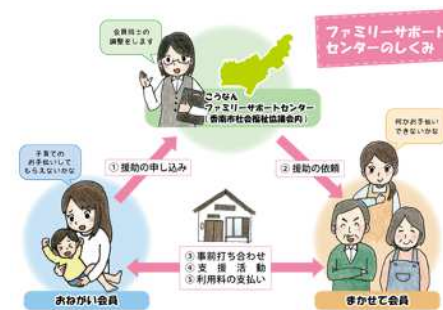 ファミリーサポート
センターのしくみ
会員同士の
調整をします
こうなん
ファミリーサポートセンター
(香南市社会福祉協議会内)
子育ての
お手伝いして
もらえないかな
何かお手伝い
できないかな
① 援助の申し込み
② 援助の依頼
③ 事前打ち合わせ
④ 支援活動
⑤ 利用料の支払い
おねがい会員
まかせて会員